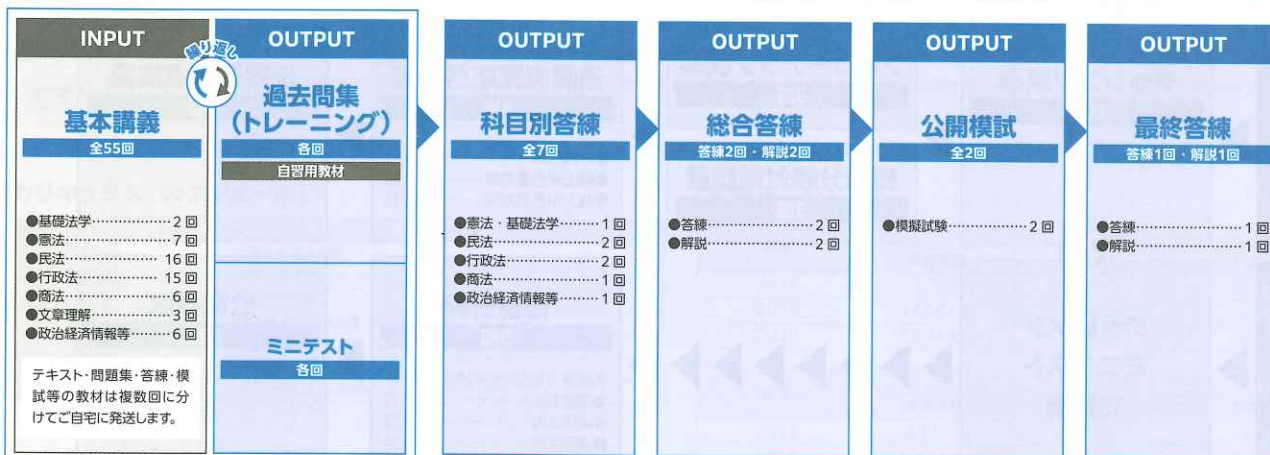 INPUT
基本講義
全55回
●基礎法学………………2回
●憲法……………………7回
●民法…………………16回
●行政法………………15回
●商法……………………6回
●文章理解………………3回
●政治経済情報等………6回
テキスト・問題集・答練・模
試等の教材は複数回に分
けてご自宅に発送します。
繰り返し
OUTPUT
過去問集
(トレーニング)
各回
自習用教材
ミニテスト
各回
OUTPUT
科目別答練
全7回
●憲法・基礎法学………1回
●民法……………………2回
●行政法…………………2回
●商法……………………1回
●政治経済情報等………1回
OUTPUT
総合答練
答練2回・解説2回
●答練……………………2回
●解説……………………2回
OUTPUT
公開模試
全2回
●模擬試験………………2回
OUTPUT
最終答練
答練1回・解説1回
●答練……………………1回
●解説……………………1回